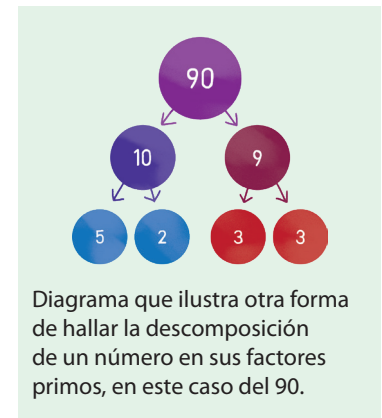 90
10 9
5 2 3 3
Diagrama que ilustra otra forma
de hallar la descomposición
de un número en sus factores
primos, en este caso del 90.